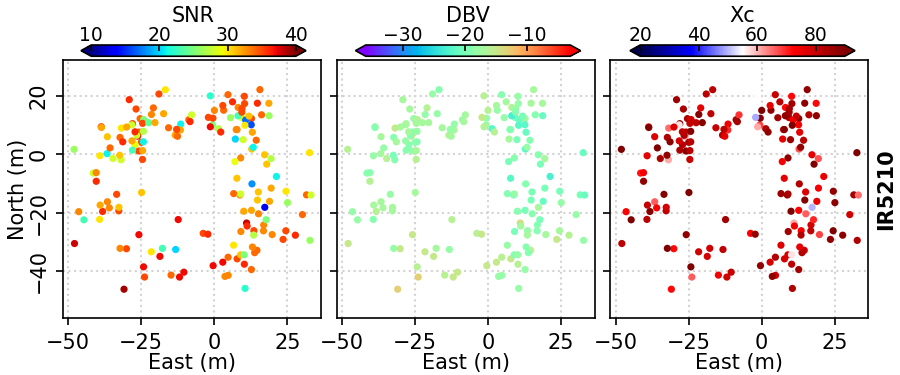 SNR DBV Xc
10 20 30 40 −30 −20 −10 20 40 60 80
20
0
−20
−40
North (m)
IR5210
−50 −25 0 25 −50 −25 0 25 −50 −25 0 25
East (m) East (m) East (m)